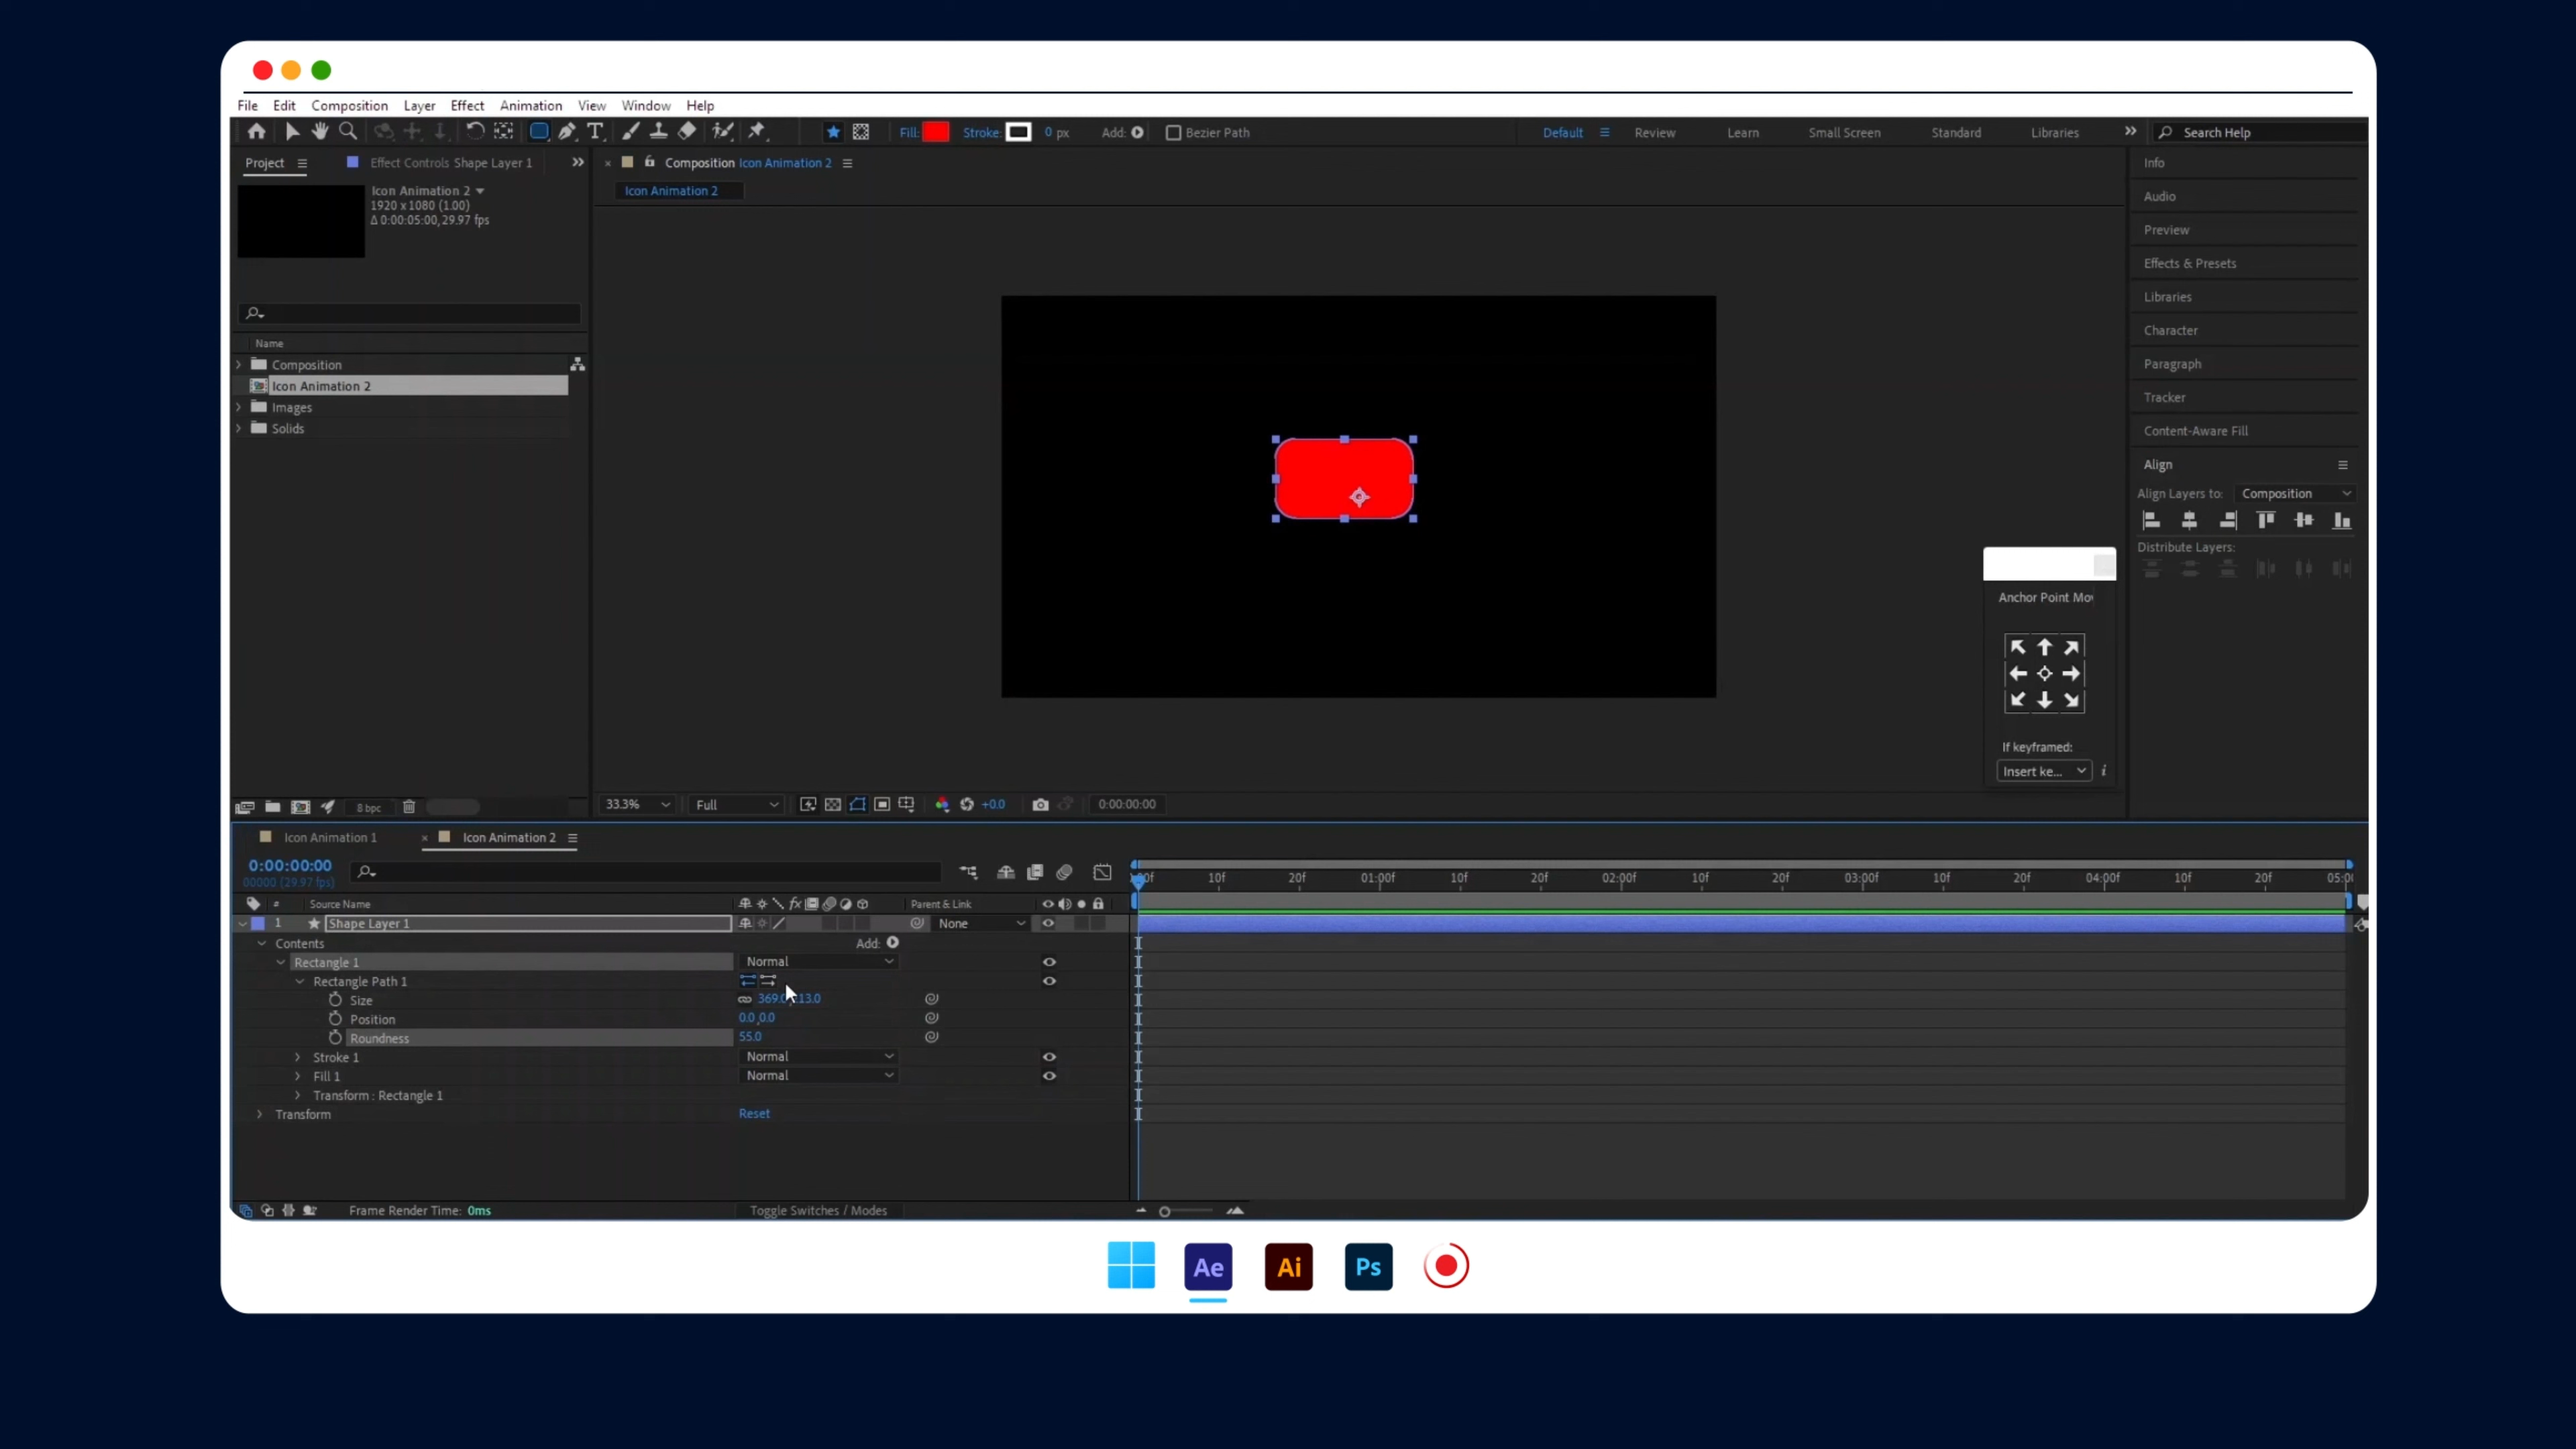 File Edit Composition Layer Effect Animation View Window Help
Fill: Stroke: 0 px Add: Bezier Path Default Review Learn Small Screen Standard Libraries Search Help
Project Effect Controls Shape Layer 1
Composition Icon Animation 2
Icon Animation 2
Icon Animation 2
1920 x 1080 (1.00)
Δ 0:00:05:00, 29.97 fps
Name
Composition
Icon Animation 2
Images
Solids
8 bpc
33.3% Full +0.0 0:00:00:00
Info
Audio
Preview
Effects & Presets
Libraries
Character
Paragraph
Tracker
Content-Aware Fill
Align
Align Layers to: Composition
Distribute Layers:
Anchor Point Mov
If keyframed:
Insert ke... i
Icon Animation 1 Icon Animation 2
0:00:00:00
00000 (29.97 fps)
10f 20f 01:00f 10f 20f 02:00f 10f 20f 03:00f 10f 20f 04:00f 10f 20f
# Source Name fx Parent & Link
1 Shape Layer 1 None
Contents Add:
Rectangle 1 Normal
Rectangle Path 1
Size
Position 0.0,0.0
Roundness 55.0
Stroke 1 Normal
Fill 1 Normal
Transform : Rectangle 1
Transform Reset
Frame Render Time: 0ms Toggle Switches / Modes
Ae Ai Ps